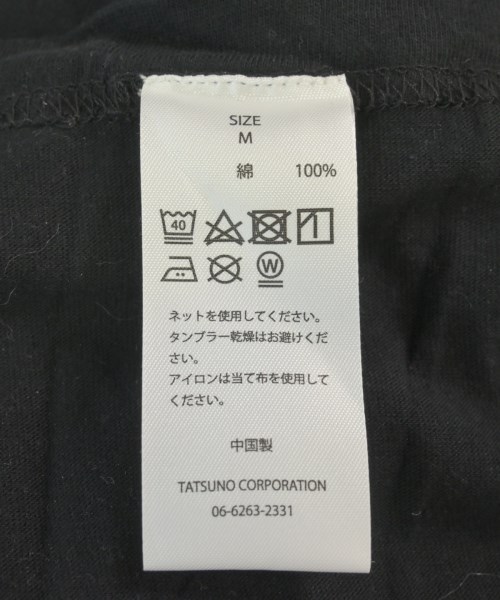 SIZE
M
綿 100%
40
W
ネットを使用してください。
タンブラー乾燥はお避けくだ
さい。
アイロンは当て布を使用して
ください。
中国製
TATSUNO CORPORATION
06-6263-2331